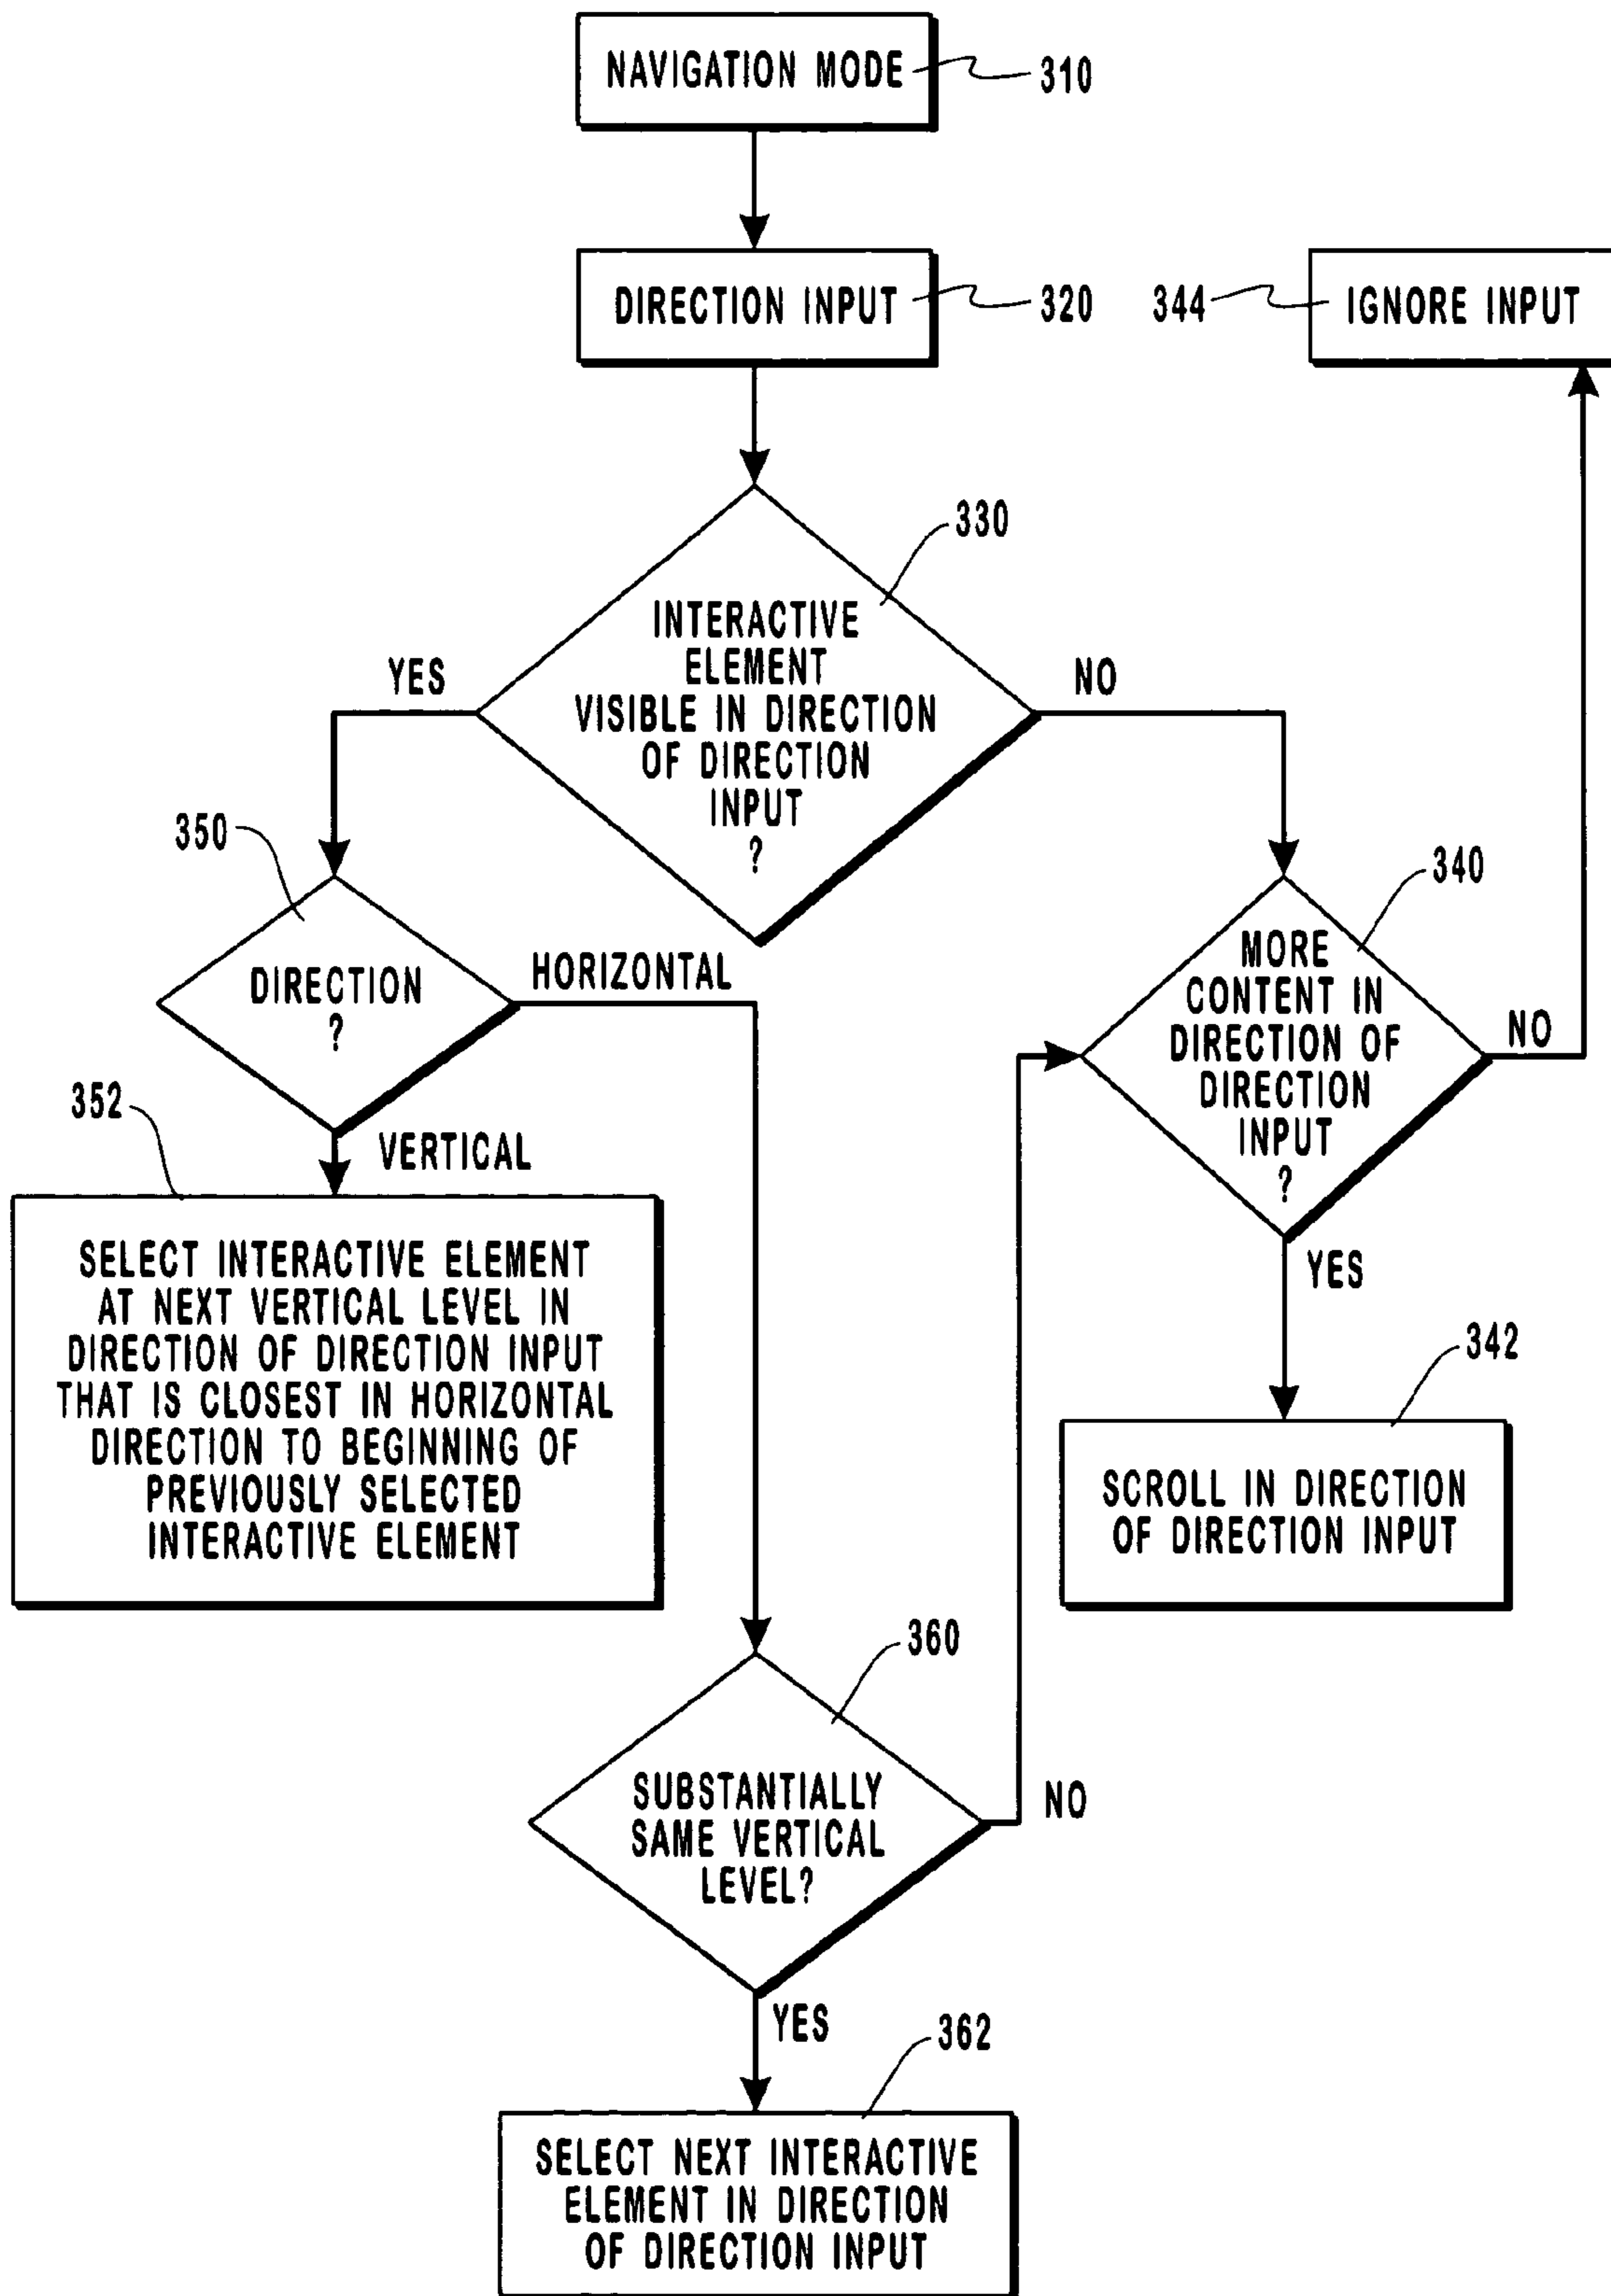 NAVIGATION MODE
310
DIRECTION INPUT
320
344
IGNORE INPUT
330
INTERACTIVE
ELEMENT
VISIBLE IN DIRECTION
OF DIRECTION
INPUT
?
YES
NO
350
DIRECTION
?
HORIZONTAL
VERTICAL
340
MORE
CONTENT IN
DIRECTION OF
DIRECTION
INPUT
?
NO
YES
352
SELECT INTERACTIVE ELEMENT
AT NEXT VERTICAL LEVEL IN
DIRECTION OF DIRECTION INPUT
THAT IS CLOSEST IN HORIZONTAL
DIRECTION TO BEGINNING OF
PREVIOUSLY SELECTED
INTERACTIVE ELEMENT
342
SCROLL IN DIRECTION
OF DIRECTION INPUT
360
SUBSTANTIALLY
SAME VERTICAL
LEVEL?
NO
YES
362
SELECT NEXT INTERACTIVE
ELEMENT IN DIRECTION
OF DIRECTION INPUT